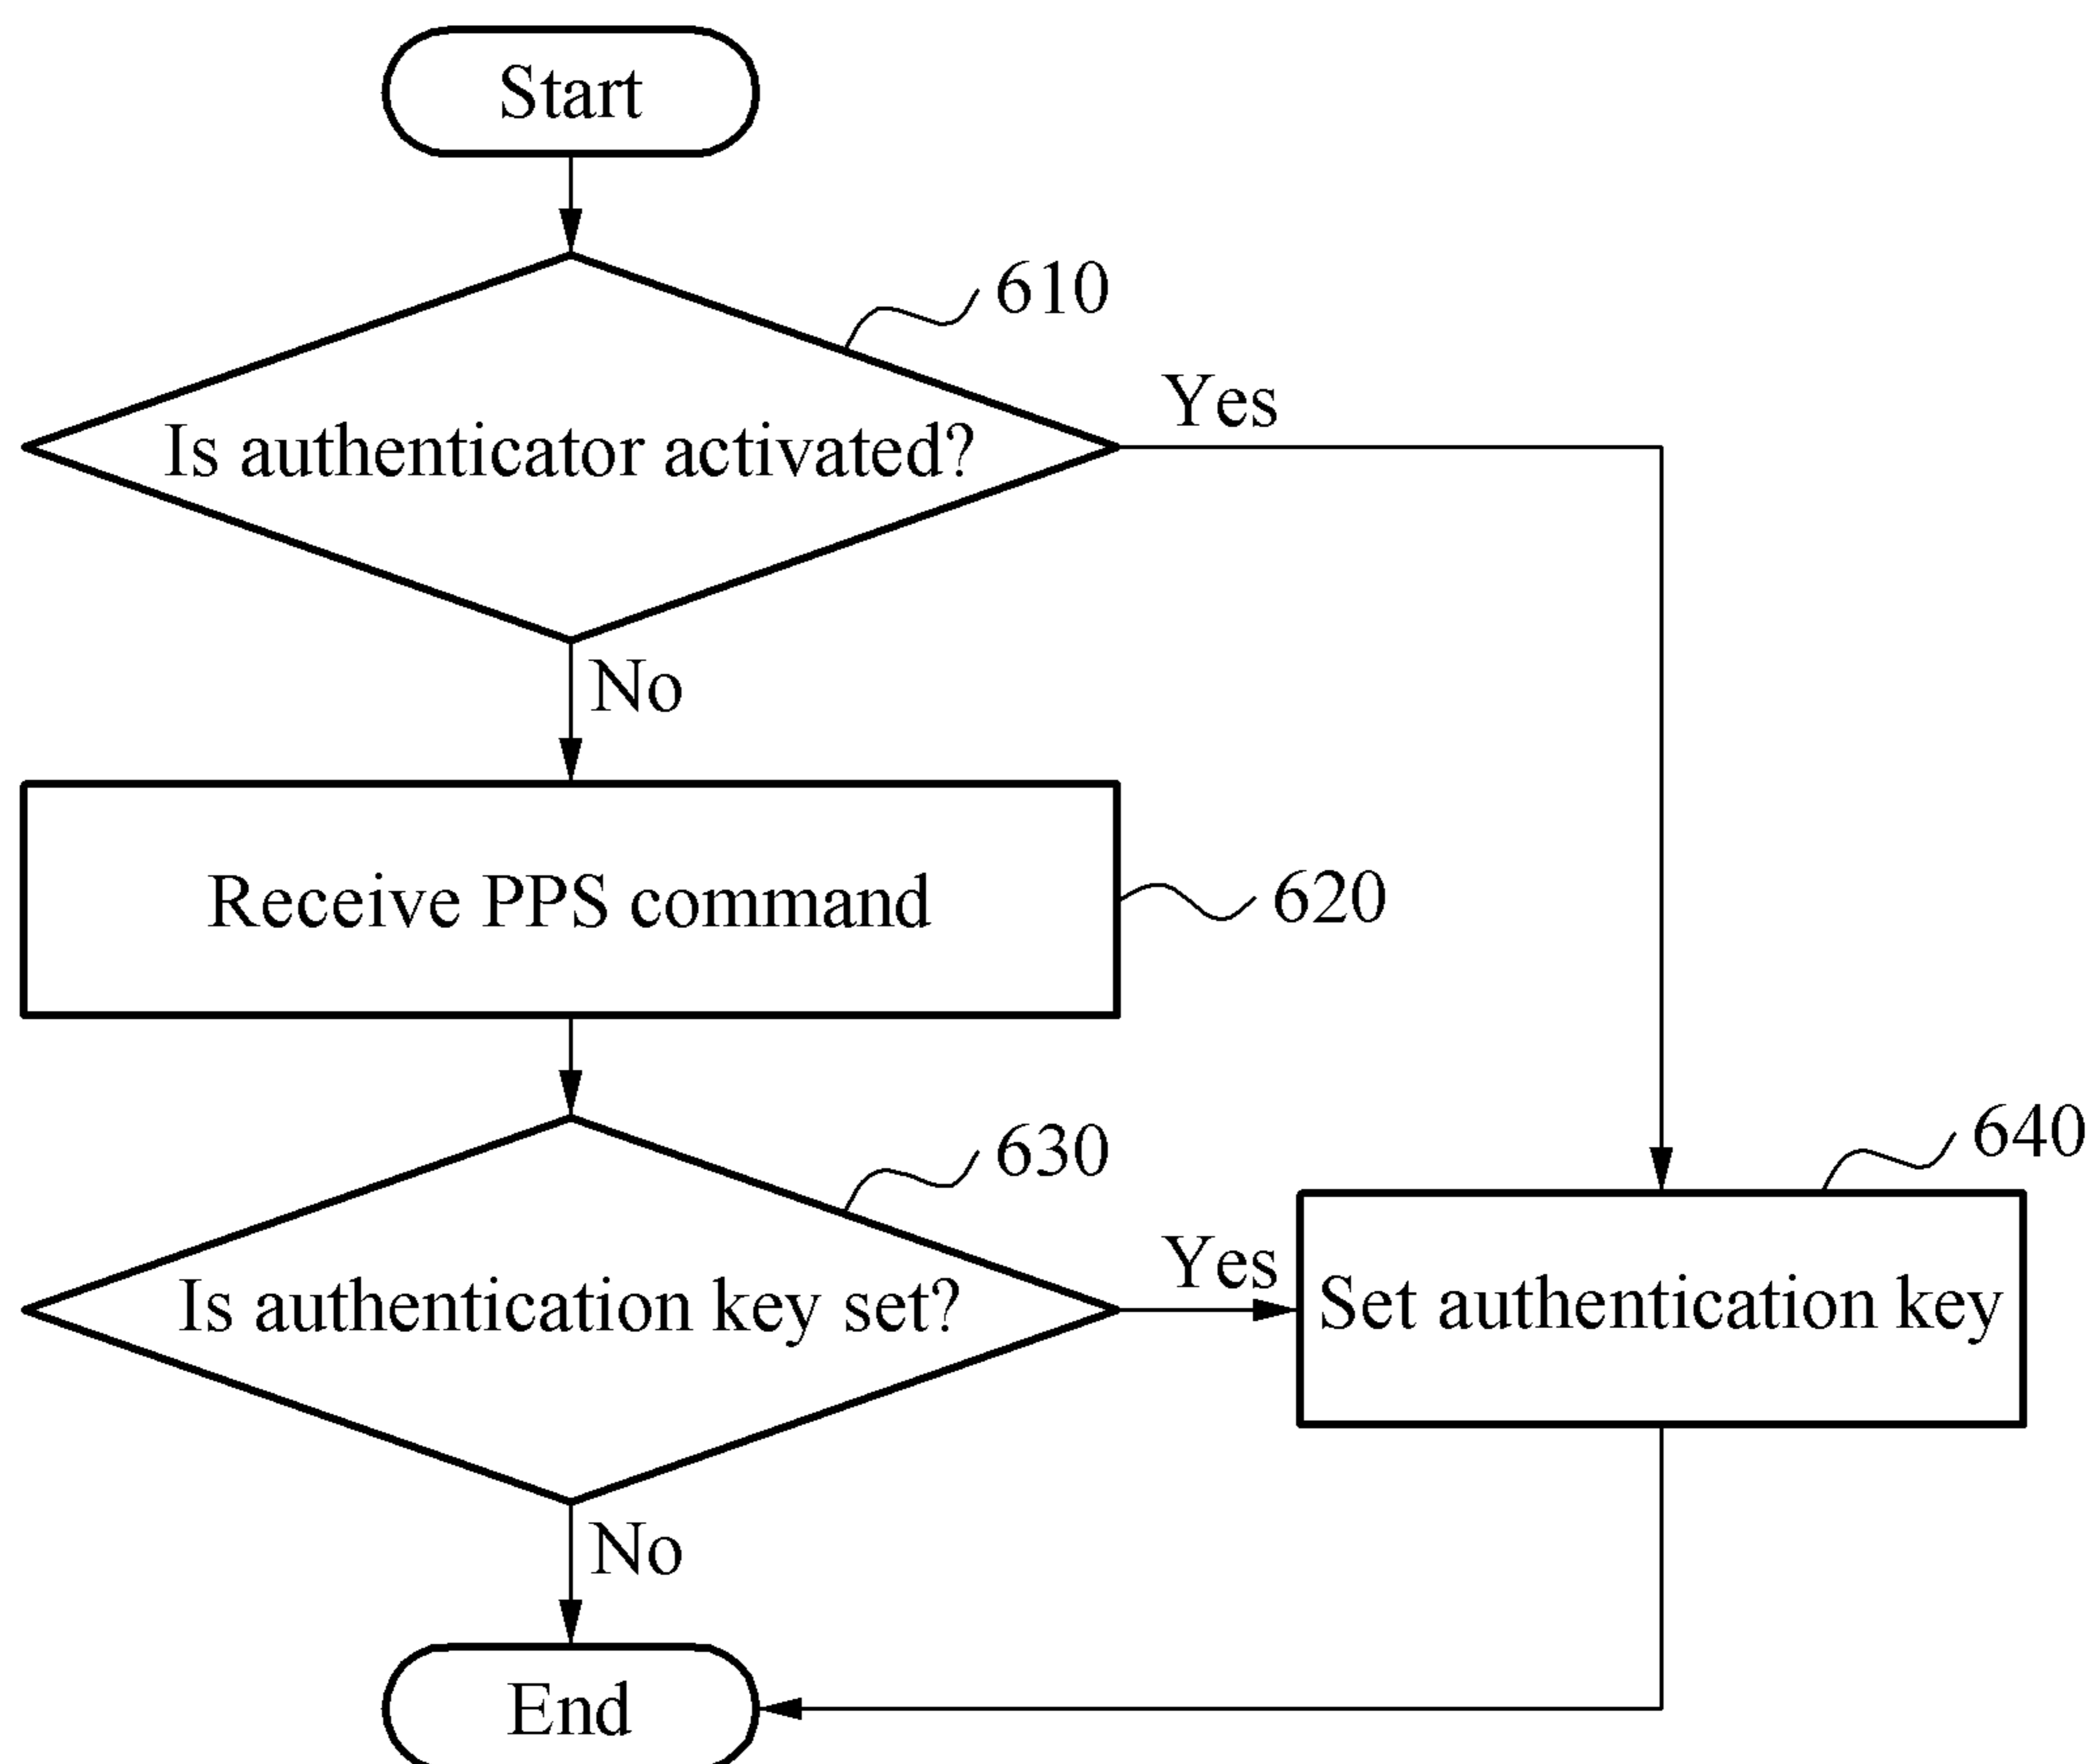 Start
610
Is authenticator activated?
Yes
No
Receive PPS command
620
630
Is authentication key set?
Yes
640
Set authentication key
No
End